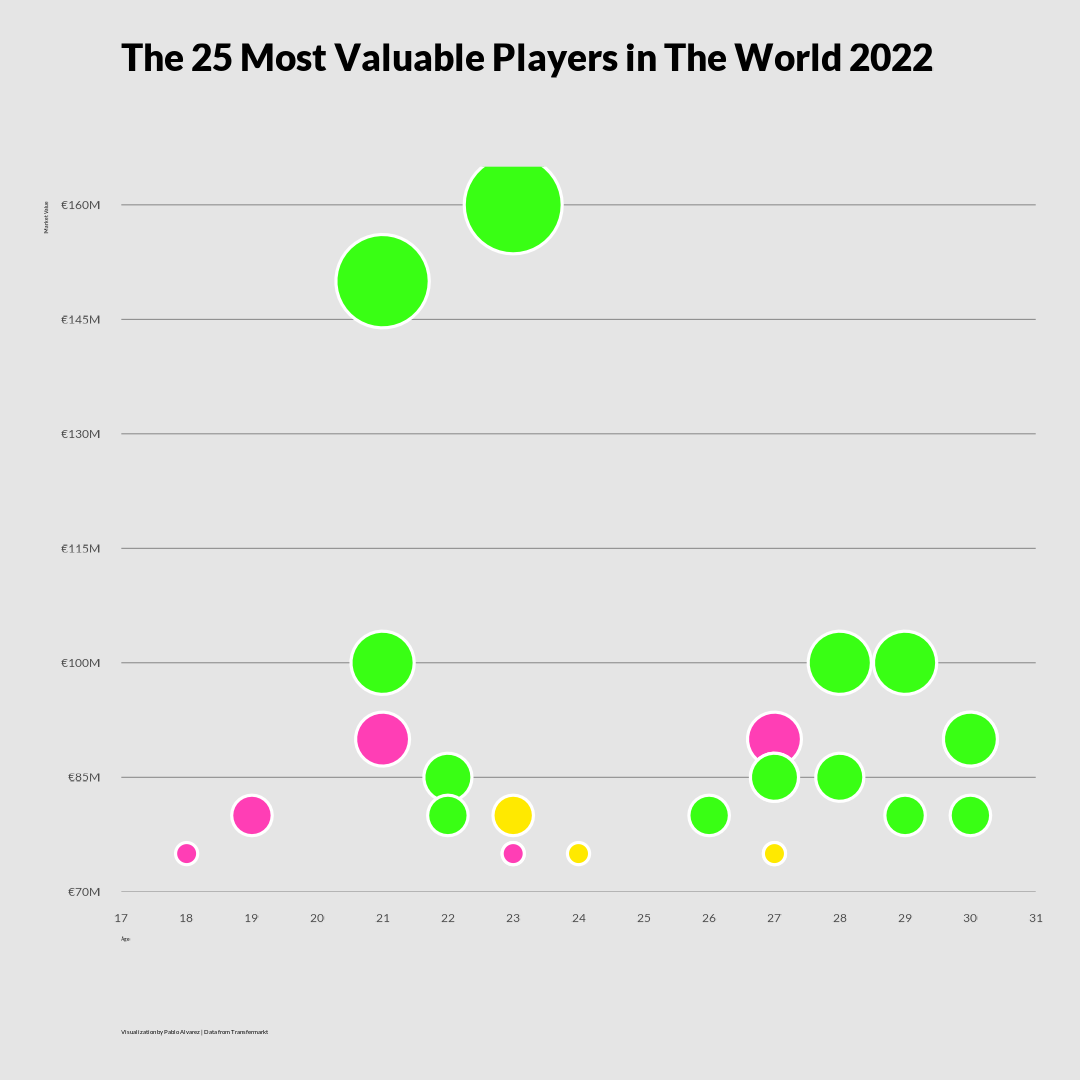 The 25 Most Valuable Players in The World 2022
Market Value
€160M
€145M
€130M
€115M
€100M
€85M
€70M
17 18 19 20 21 22 23 24 25 26 27 28 29 30 31
Age
Visualization by Pablo Alvarez | Data from Transfermarkt